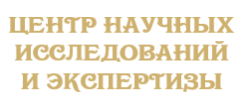 ЦЕНТР НАУЧНЫХ
ИССЛЕДОВАНИЙ
И ЭКСПЕРТИЗЫ